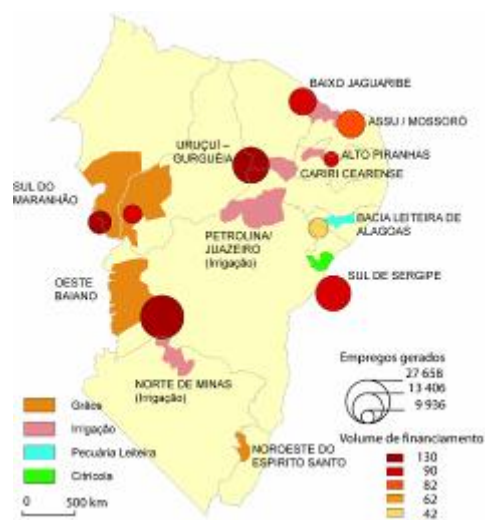 BAIXO JAGUARIBE
ASSU / MOSSORÓ
URUÇUÍ –
GURGUÉIA
ALTO PIRANHAS
CARIRI CEARENSE
SUL DO
MARANHÃO
PETROLINA/
JUAZEIRO
(Irrigação)
BACIA LEITEIRA DE
ALAGOAS
OESTE
BAIANO
SUL DE SERGIPE
NORTE DE MINAS
(Irrigação)
NOROESTE DO
ESPÍRITO SANTO
Empregos gerados
27 658
13 406
9 936
Volume de financiamento
130
90
82
62
42
Grãos
Irrigação
Pecuária Leiteira
Citrícola
0 500 km